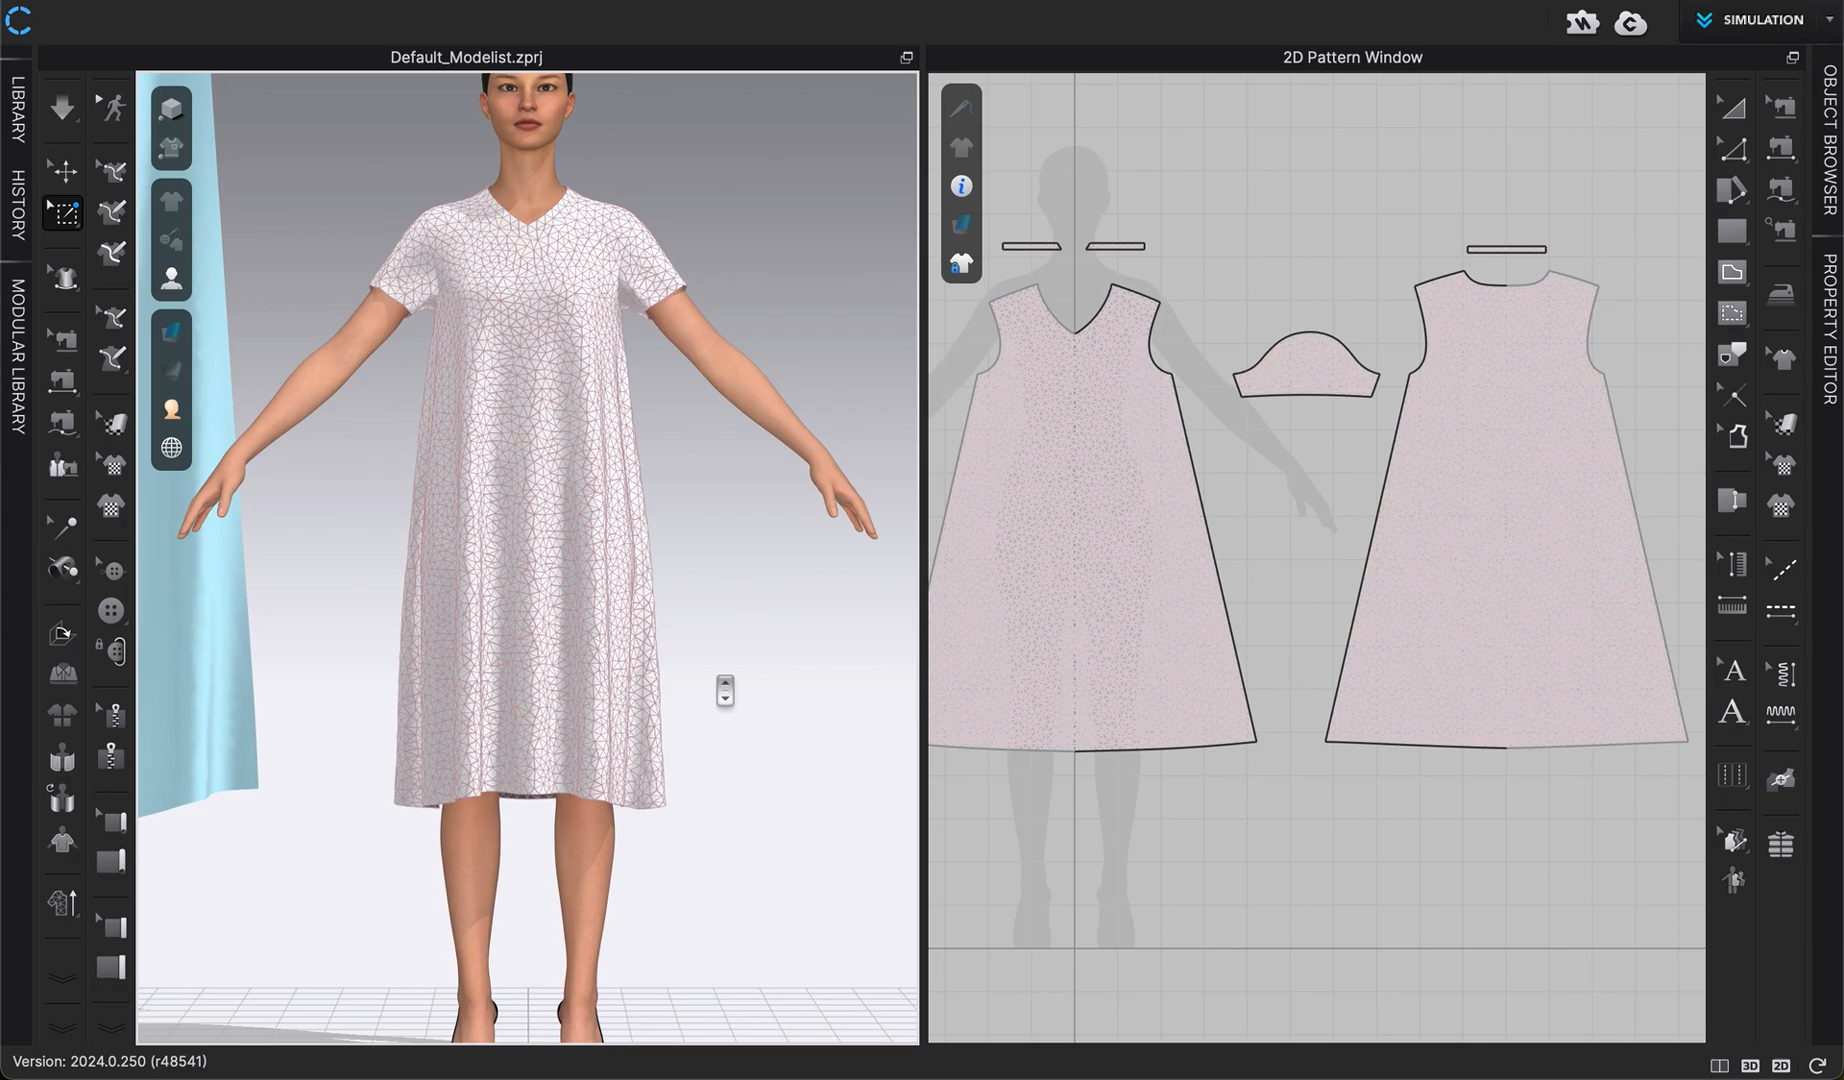 SIMULATION
Default_Modelist.zprj
2D Pattern Window
LIBRARY
HISTORY
MODULAR LIBRARY
OBJECT BROWSER
PROPERTY EDITOR
A
A
Version: 2024.0.250 (r48541)
3D
2D